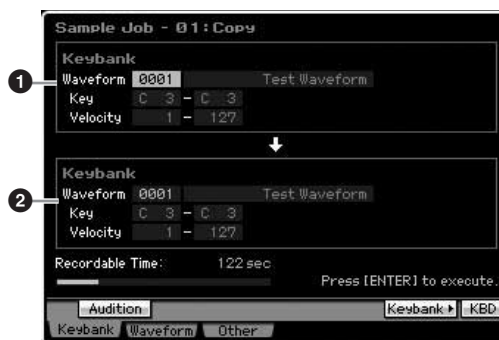 Sample Job - 01:Copy
Keybank
1
Waveform 0001 Test Waveform
Key C 3 - C 3
Velocity 1 - 127
Keybank
2
Waveform 0001 Test Waveform
Key C 3 - C 3
Velocity 1 - 127
Recordable Time: 122 sec
Press [ENTER] to execute.
Audition Keybank KBD
Keybank Waveform Other